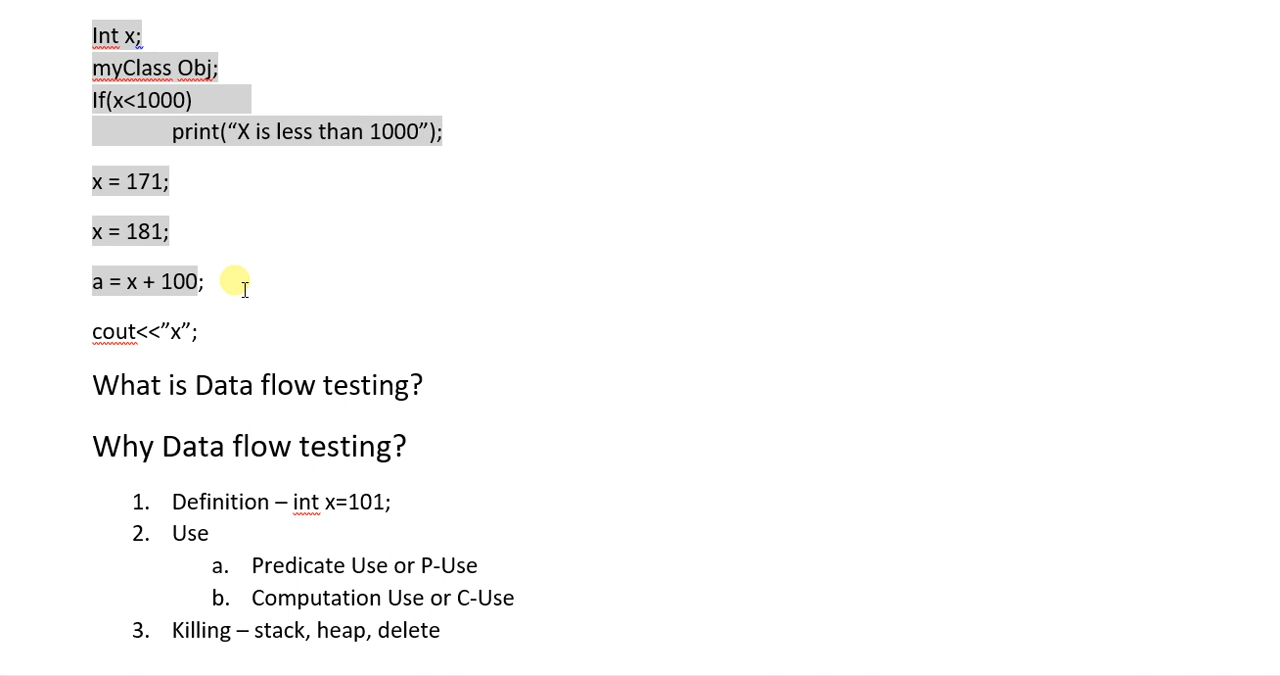 Int x;
myClass Obj;
If(x<1000)
print(“X is less than 1000”);
x = 171;
x = 181;
a = x + 100;
cout<<”x”;
What is Data flow testing?
Why Data flow testing?
1. Definition – int x=101;
2. Use
a. Predicate Use or P-Use
b. Computation Use or C-Use
3. Killing – stack, heap, delete